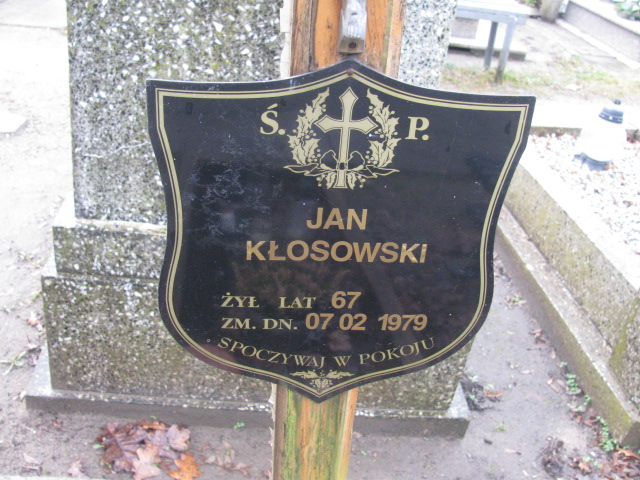 Ś. P.
JAN
KŁOSOWSKI
ŻYŁ LAT 67
ZM. DN. 07 02 1979
SPOCZYWAJ W POKOJU